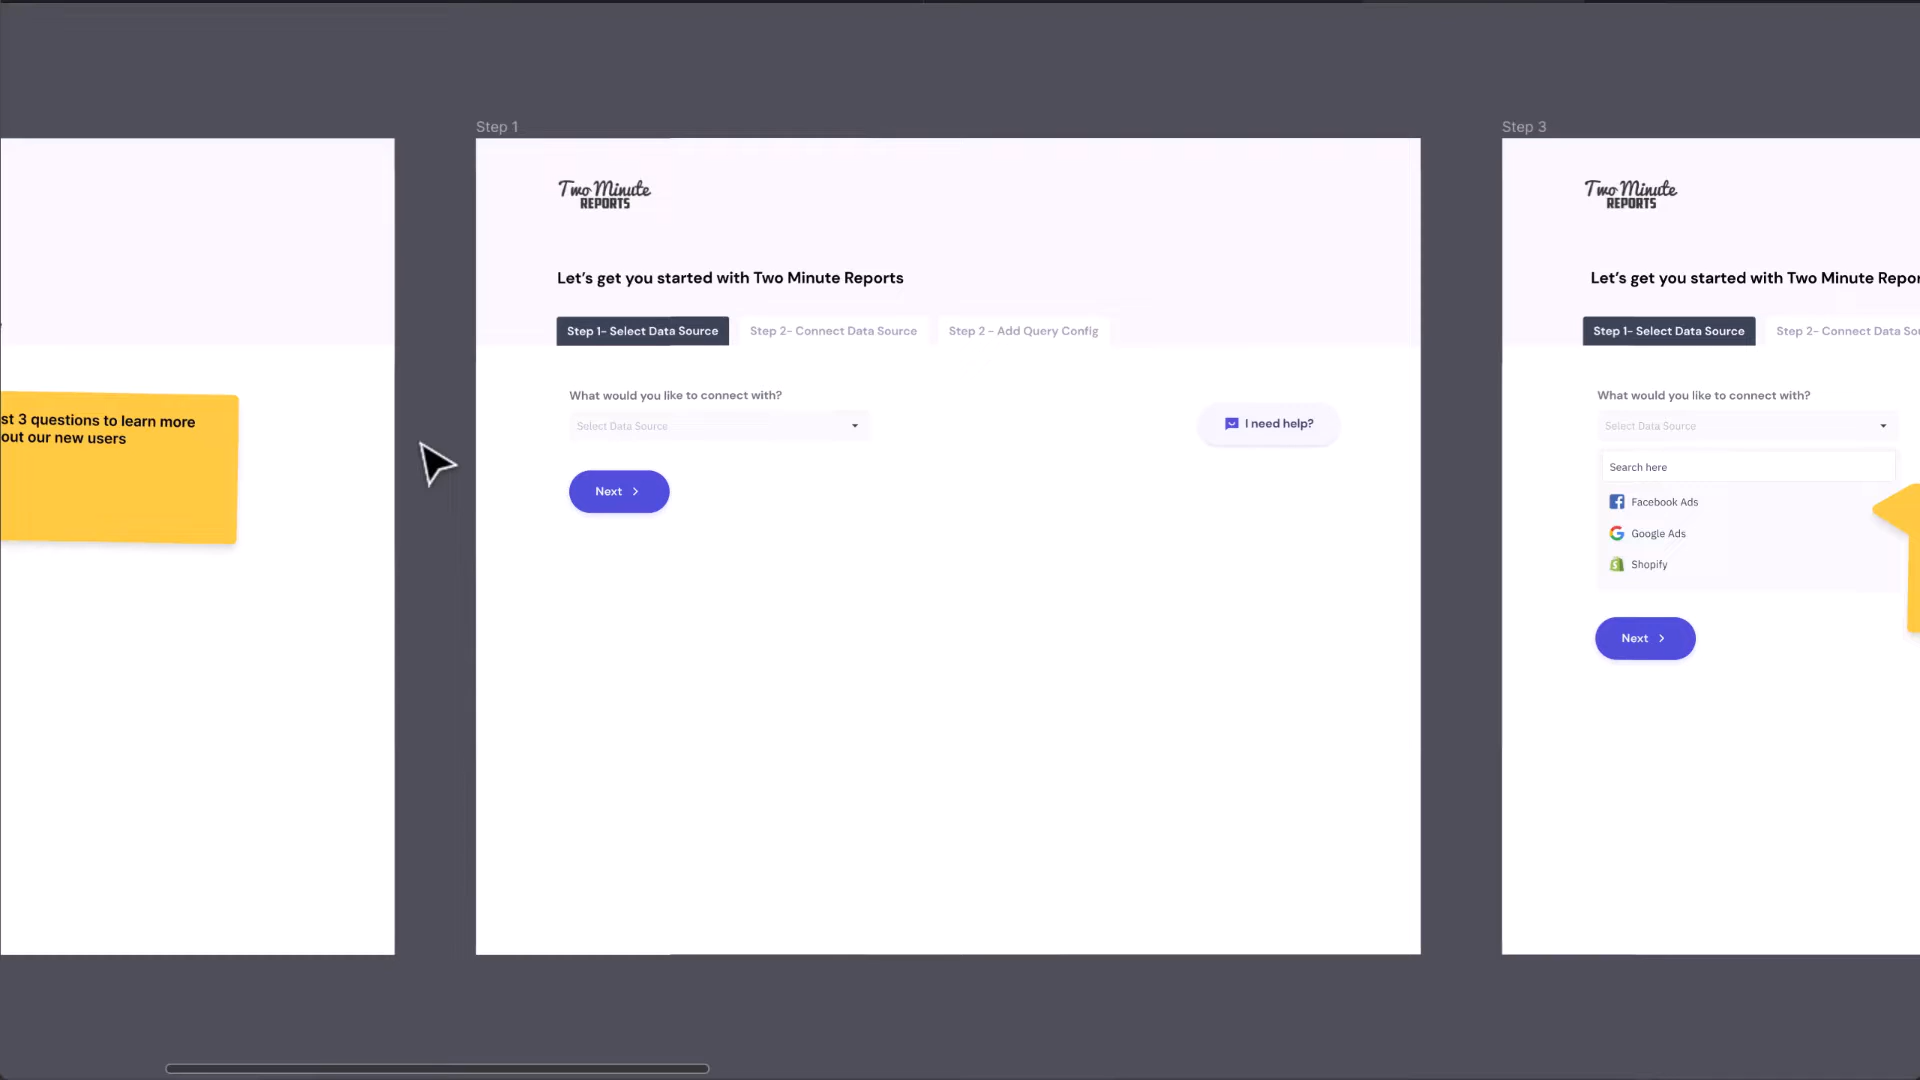 st 3 questions to learn more
out our new users
Step 1
Two Minute
REPORTS
Let's get you started with Two Minute Reports
Step 1- Select Data Source
Step 2- Connect Data Source
Step 2 - Add Query Config
What would you like to connect with?
Select Data Source
I need help?
Next
Step 3
Two Minute
REPORTS
Let's get you started with Two Minute Repor
Step 1- Select Data Source
Step 2- Connect Data Sou
What would you like to connect with?
Select Data Source
Search here
Facebook Ads
Google Ads
Shopify
Next